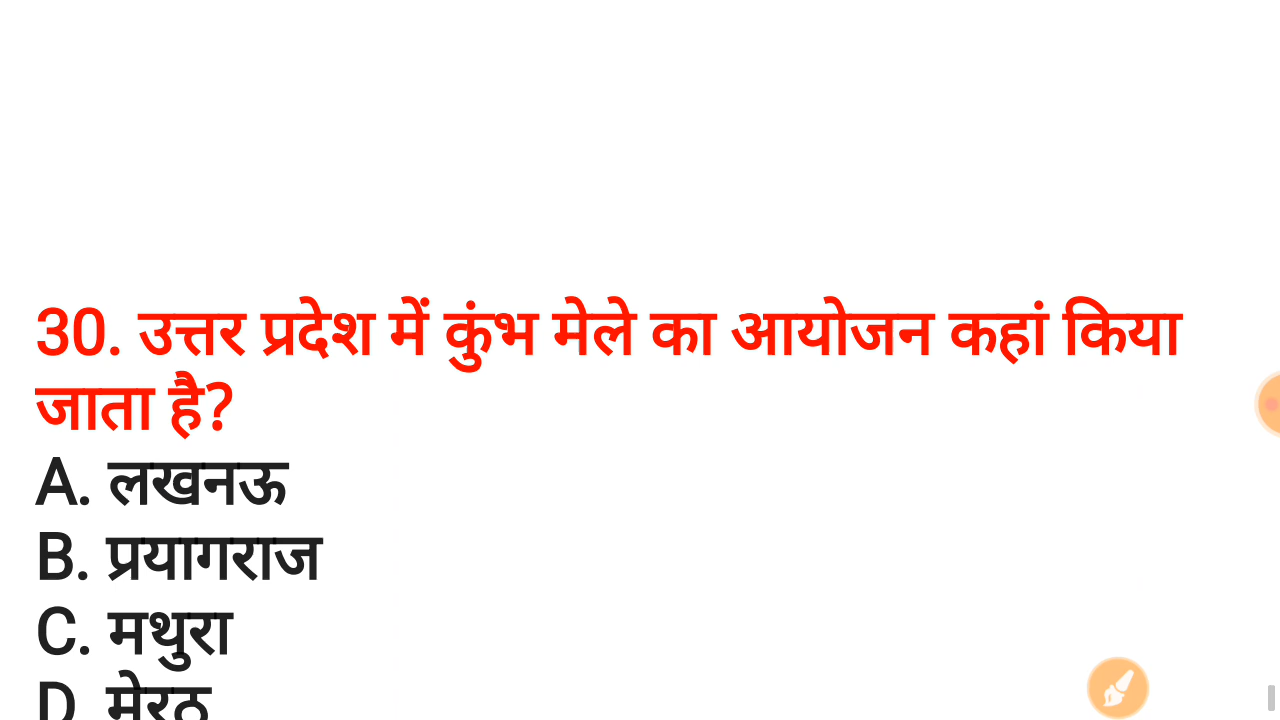 30. उत्तर प्रदेश में कुंभ मेले का आयोजन कहां किया
जाता है?
A. लखनऊ
B. प्रयागराज
C. मथुरा
D. मेरठ